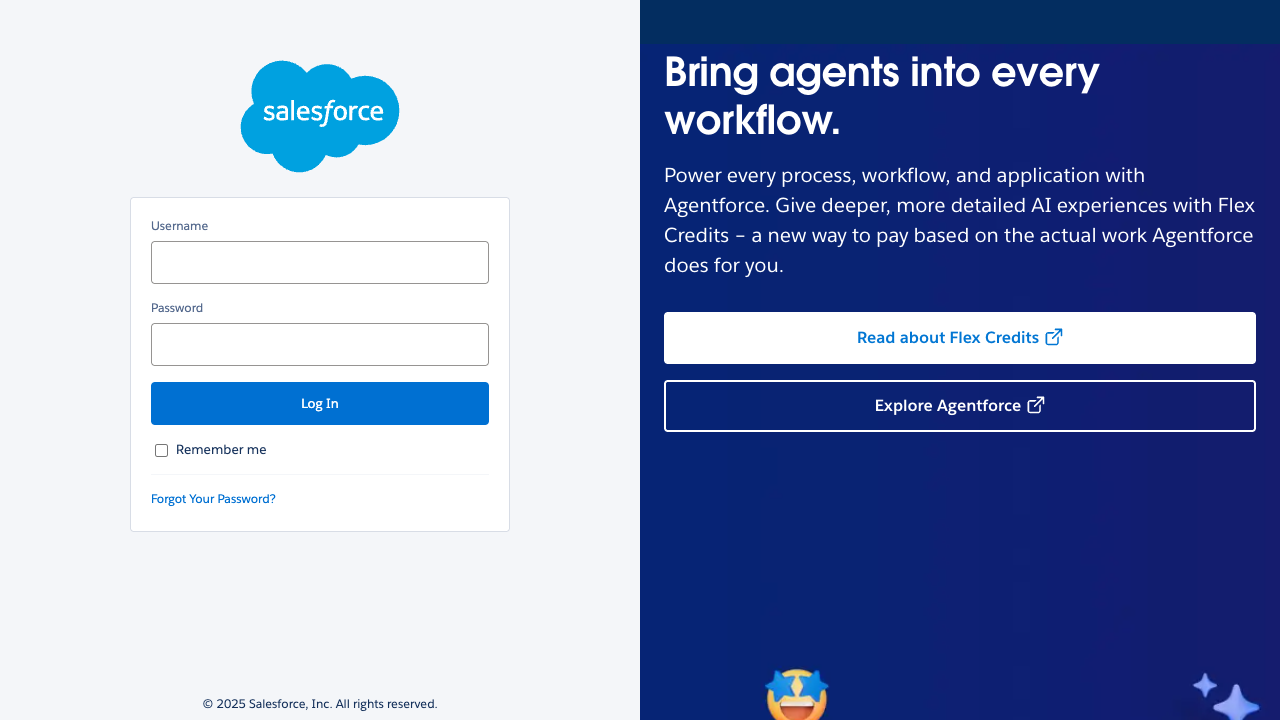 salesforce
Username
Password
Log In
Remember me
Forgot Your Password?
© 2025 Salesforce, Inc. All rights reserved.
Bring agents into every
workflow.
Power every process, workflow, and application with
Agentforce. Give deeper, more detailed AI experiences with Flex
Credits – a new way to pay based on the actual work Agentforce
does for you.
Read about Flex Credits
Explore Agentforce